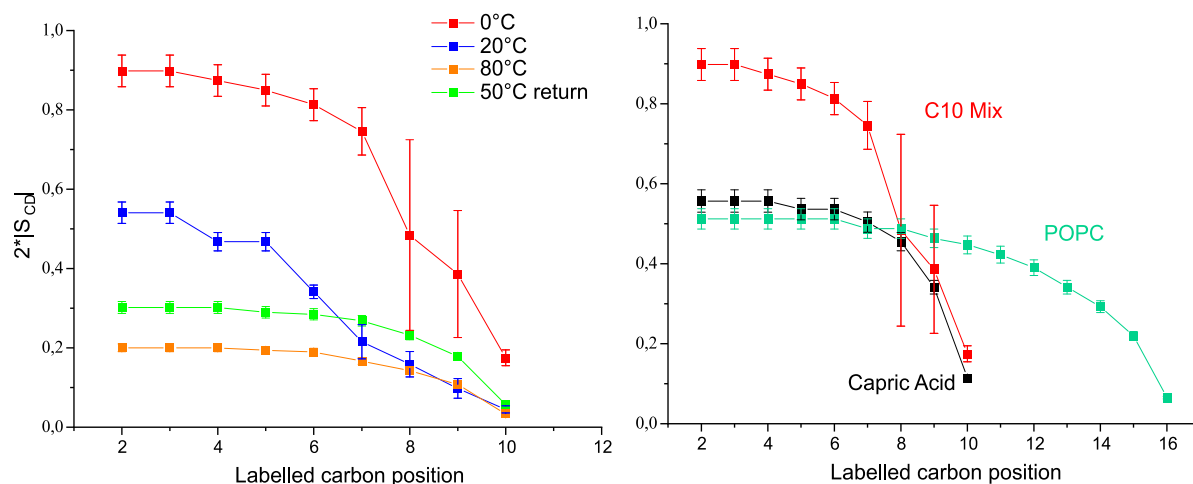 0°C
20°C
80°C
50°C return
1,0
0,8
0,6
0,4
0,2
0,0
2*|S CD|
2 4 6 8 10 12
Labelled carbon position
1,0
0,8
0,6
0,4
0,2
0,0
C10 Mix
POPC
Capric Acid
2 4 6 8 10 12 14 16
Labelled carbon position